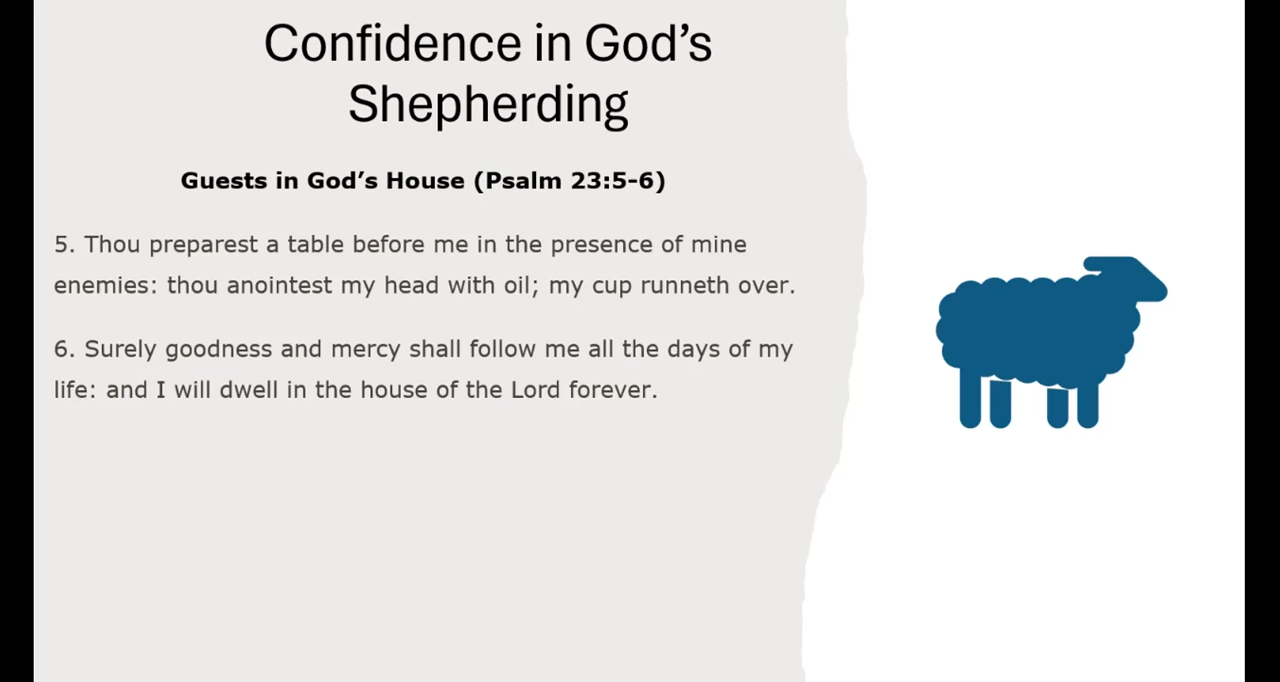 Confidence in God’s
Shepherding
Guests in God’s House (Psalm 23:5-6)
5. Thou preparest a table before me in the presence of mine
enemies: thou anointest my head with oil; my cup runneth over.
6. Surely goodness and mercy shall follow me all the days of my
life: and I will dwell in the house of the Lord forever.